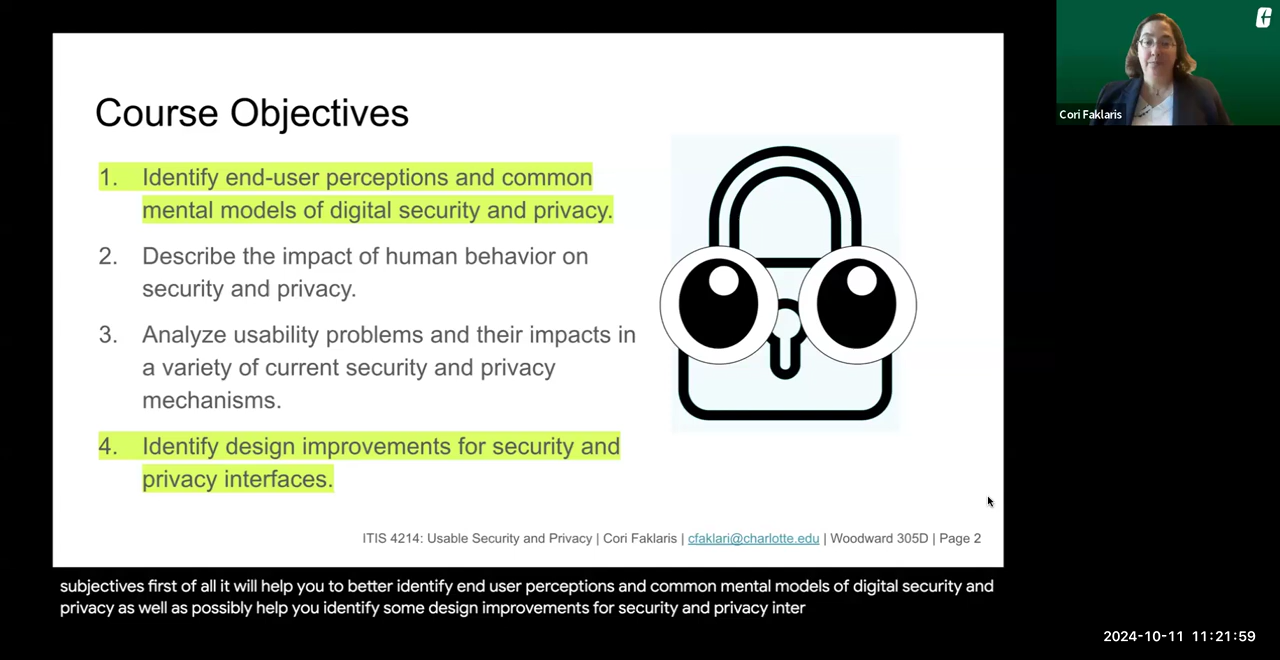 Course Objectives
1. Identify end-user perceptions and common
mental models of digital security and privacy.
2. Describe the impact of human behavior on
security and privacy.
3. Analyze usability problems and their impacts in
a variety of current security and privacy
mechanisms.
4. Identify design improvements for security and
privacy interfaces.
ITIS 4214: Usable Security and Privacy | Cori Faklaris | cfaklari@charlotte.edu | Woodward 305D | Page 2
Cori Faklaris
subjectives first of all it will help you to better identify end user perceptions and common mental models of digital security and
privacy as well as possibly help you identify some design improvements for security and privacy inter
2024-10-11 11:21:59